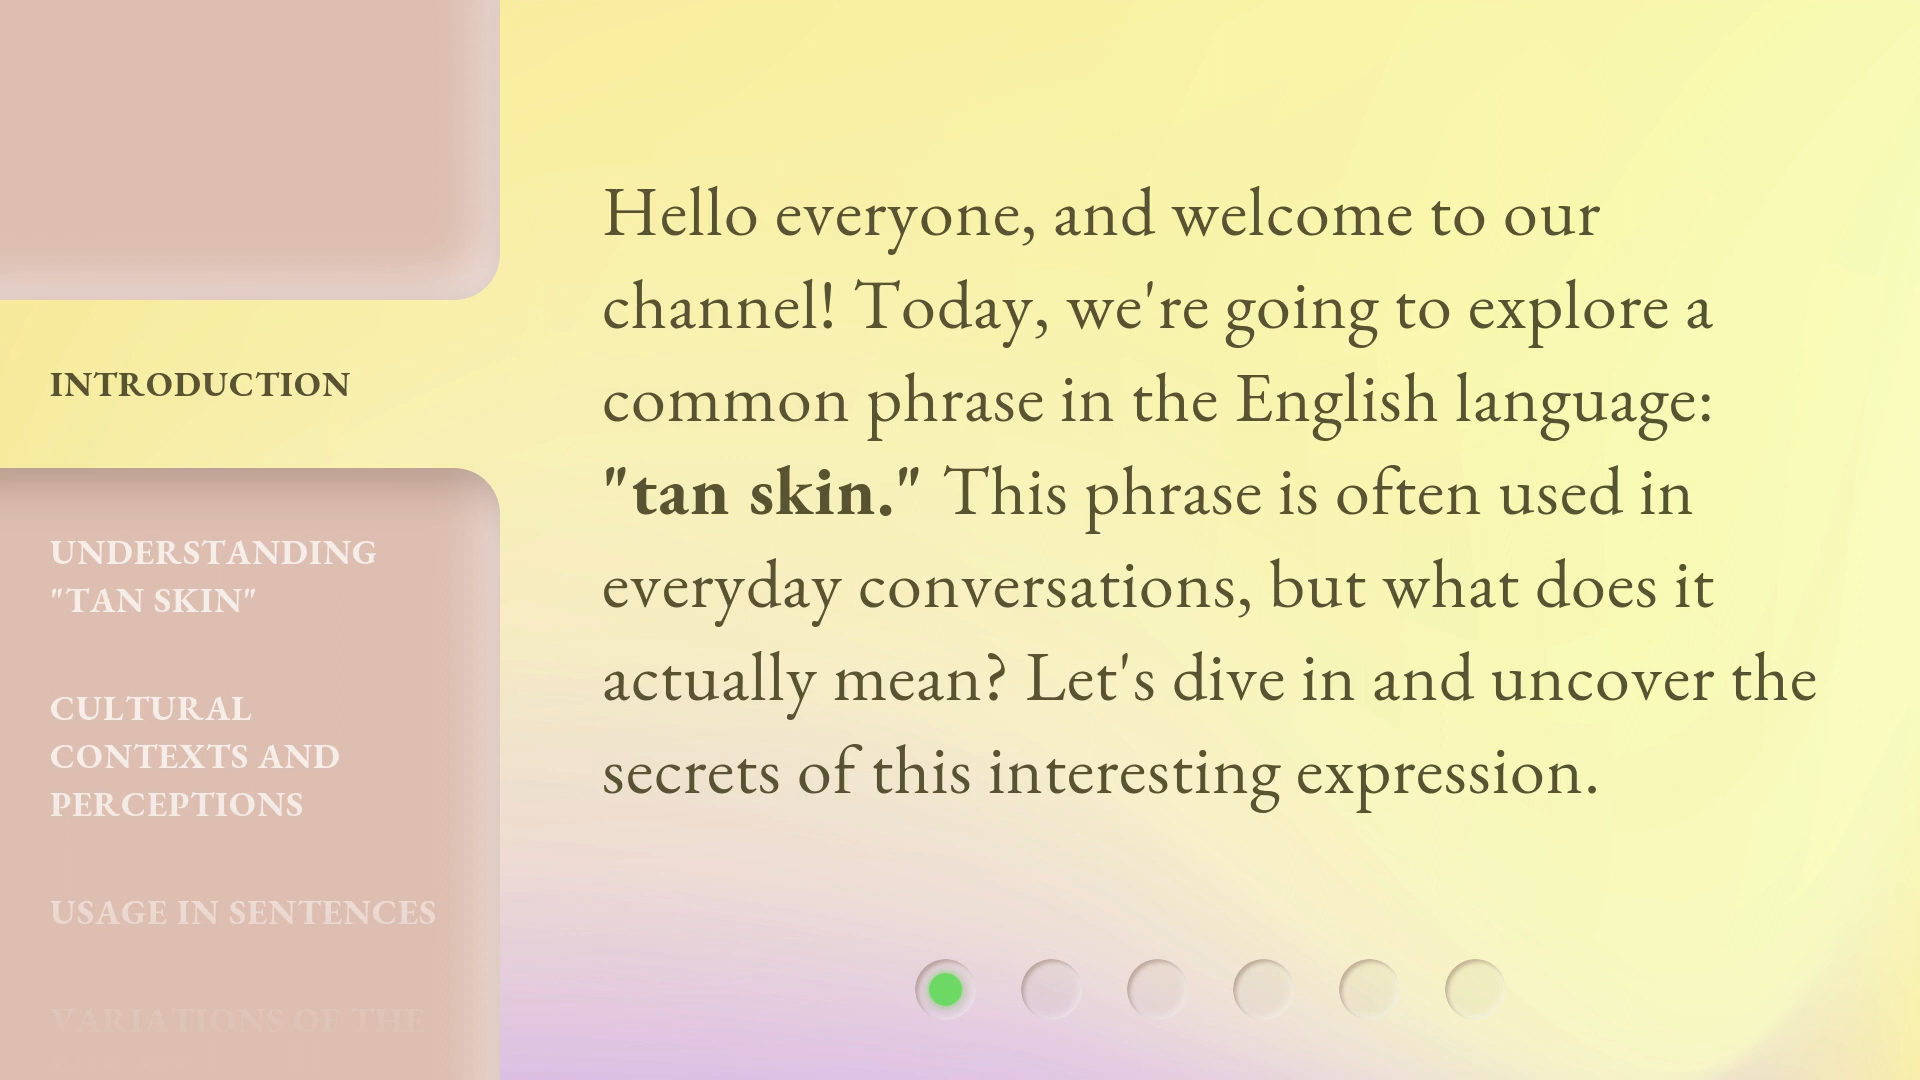 INTRODUCTION
UNDERSTANDING
"TAN SKIN"
CULTURAL
CONTEXTS AND
PERCEPTIONS
USAGE IN SENTENCES
VARIATIONS OF THE
Hello everyone, and welcome to our
channel! Today, we're going to explore a
common phrase in the English language:
"tan skin." This phrase is often used in
everyday conversations, but what does it
actually mean? Let's dive in and uncover the
secrets of this interesting expression.